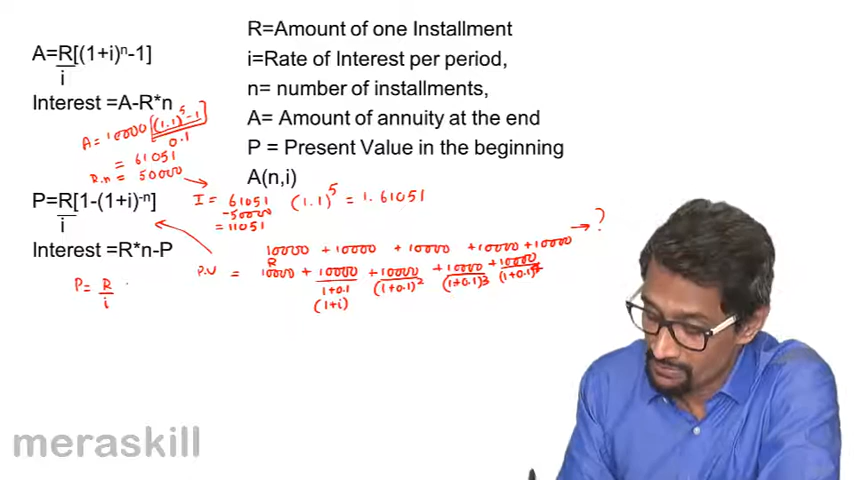 R=Amount of one Installment
A=R[(1+i)ⁿ-1]
i
i=Rate of Interest per period,
n= number of installments,
Interest =A-R*n
A= Amount of annuity at the end
A = 10000 [(1.1)⁵-1]
0.1
= 61051
P = Present Value in the beginning
R.n = 50000
A(n,i)
P=R[1-(1+i)⁻ⁿ]
i
I = 61051
-50000
= 11051
(1.1)⁵ = 1.61051
Interest =R*n-P
10000 + 10000 + 10000 + 10000 + 10000 → ?
R
P.V = 10000 + 10000 + 10000 + 10000 + 10000
1+0.1 (1+0.1)² (1+0.1)³ (1+0.1)
(1+i)
P = R
i
meraskill